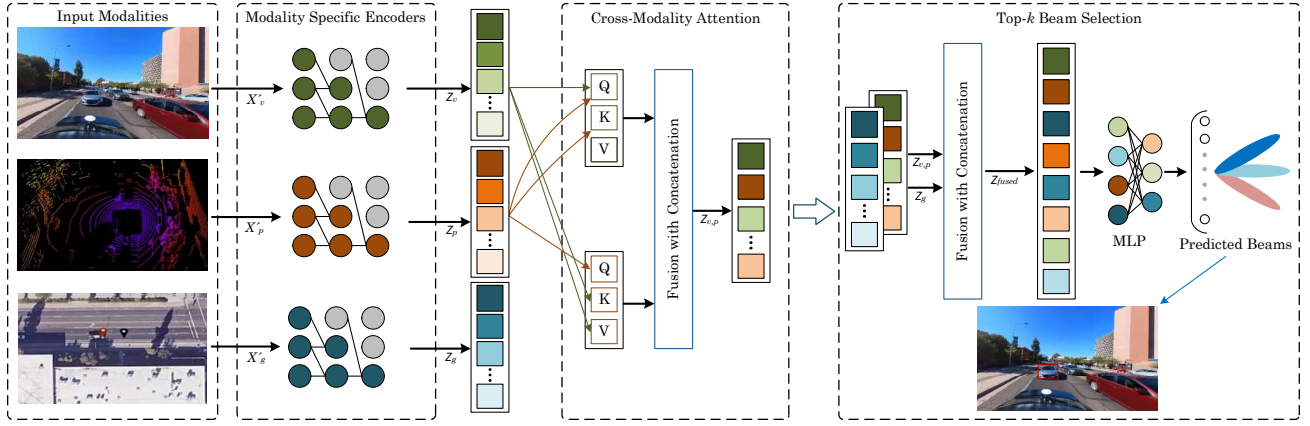 Input Modalities
Modality Specific Encoders
Cross-Modality Attention
Top-k Beam Selection
X′v
Zv
Q
K
V
Fusion with Concatenation
Zv,p
X′p
Zp
Q
K
V
X′g
Zg
Zv,p
Zg
Fusion with Concatenation
Zfused
MLP
Predicted Beams